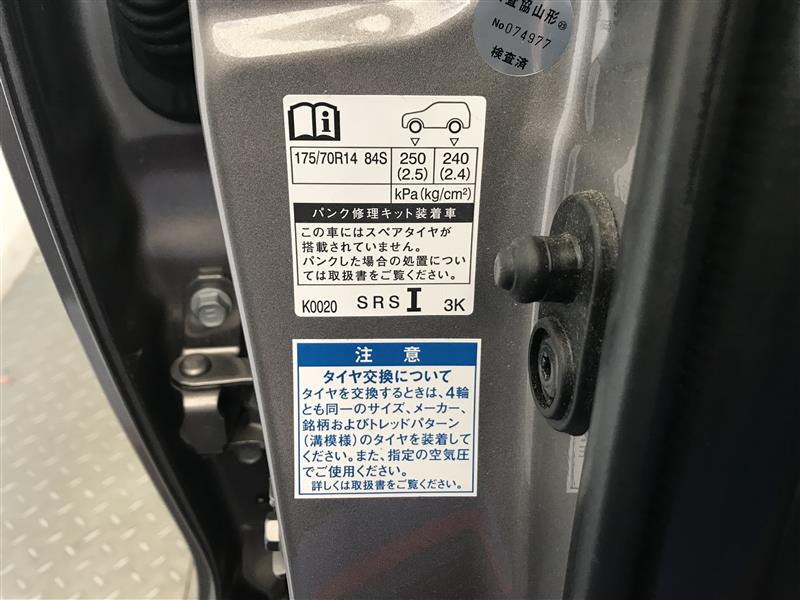 査協山形
No 074977
検査済
175/70R14 84S 250 (2.5) 240 (2.4)
kPa(kg/cm²)
パンク修理キット装着車
この車にはスペアタイヤが
搭載されていません。
パンクした場合の処置につい
ては取扱書をご覧ください。
K0020 SRS I 3K
注意
タイヤ交換について
タイヤを交換するときは、4輪
とも同一のサイズ、メーカー、
銘柄およびトレッドパターン
(溝模様)のタイヤを装着して
ください。また、指定の空気圧
でご使用ください。
詳しくは取扱書をご覧ください。